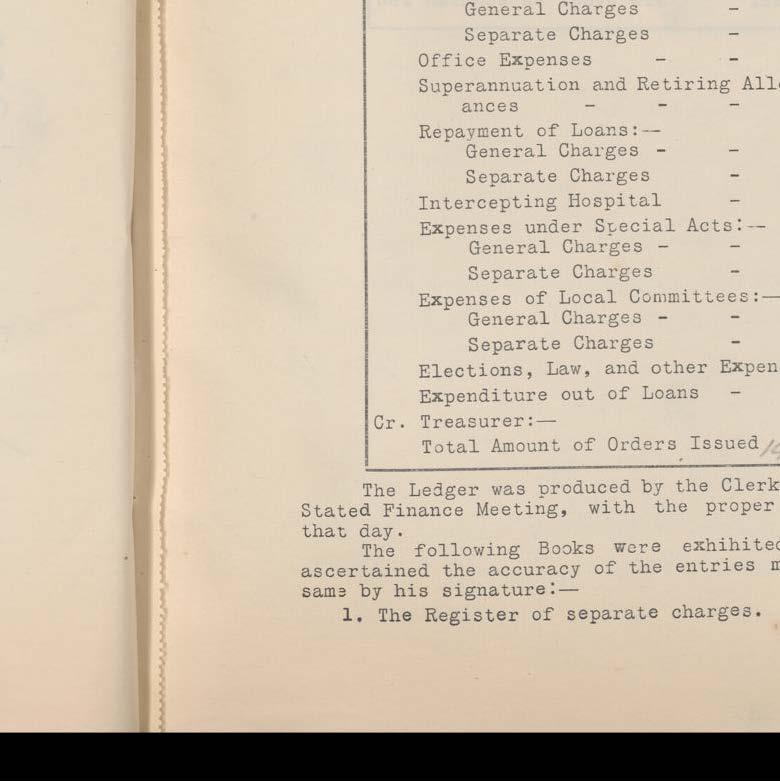 General Charges -
Separate Charges -
Office Expenses - -
Superannuation and Retiring All
ances - - -
Repayment of Loans:—
General Charges - -
Separate Charges -
Intercepting Hospital -
Expenses under Special Acts:—
General Charges - -
Separate Charges -
Expenses of Local Committees:—
General Charges - -
Separate Charges -
Elections, Law, and other Expen
Expenditure out of Loans -
Cr. Treasurer:—
Total Amount of Orders Issued
The Ledger was produced by the Clerk
Stated Finance Meeting, with the proper
that day.
The following Books were exhihited
ascertained the accuracy of the entries m
same by his signature:—
1. The Register of separate charges.